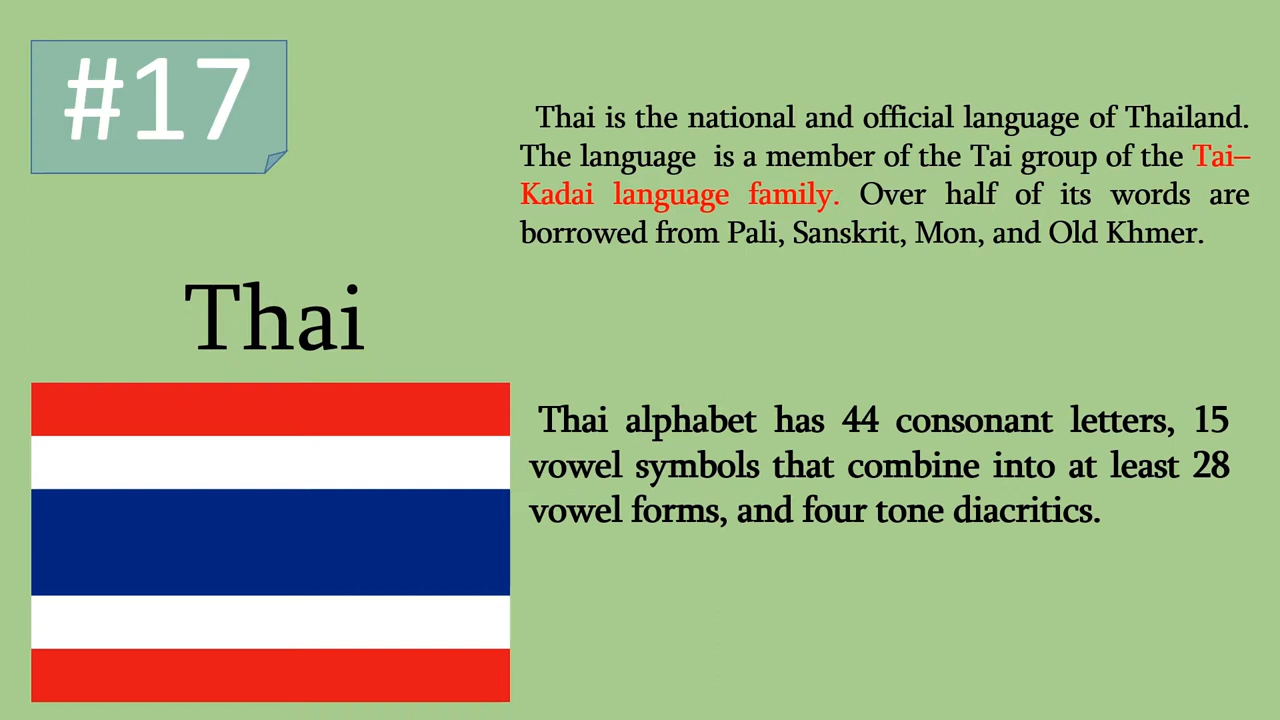 #17
Thai is the national and official language of Thailand.
The language is a member of the Tai group of the Tai–
Kadai language family. Over half of its words are
borrowed from Pali, Sanskrit, Mon, and Old Khmer.
Thai
Thai alphabet has 44 consonant letters, 15
vowel symbols that combine into at least 28
vowel forms, and four tone diacritics.